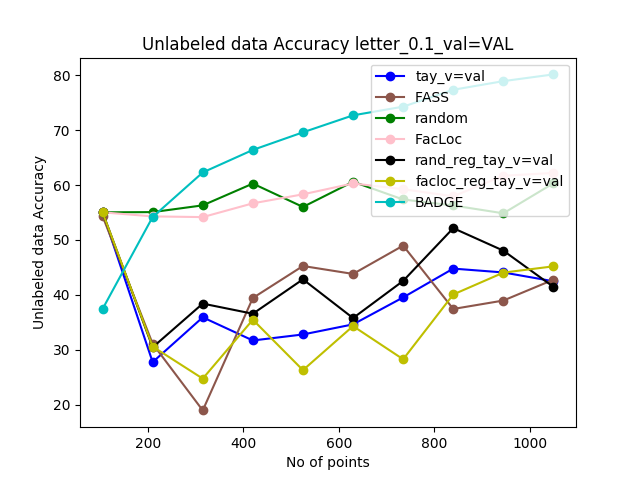 Unlabeled data Accuracy letter_0.1_val=VAL
80
70
60
50
40
30
20
Unlabeled data Accuracy
200
400
600
800
1000
No of points
tay_v=val
FASS
random
FacLoc
rand_reg_tay_v=val
facloc_reg_tay_v=val
BADGE